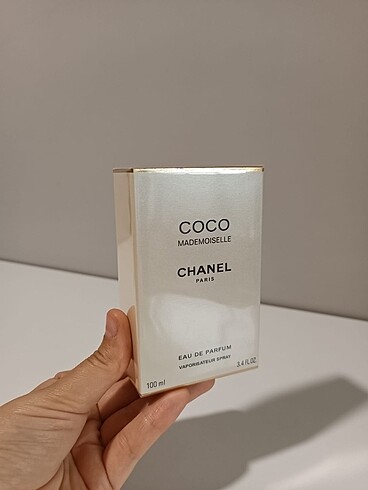 COCO
MADEMOISELLE
CHANEL
PARIS
EAU DE PARFUM
VAPORISATEUR SPRAY
100 ml 3.4 FL.OZ.